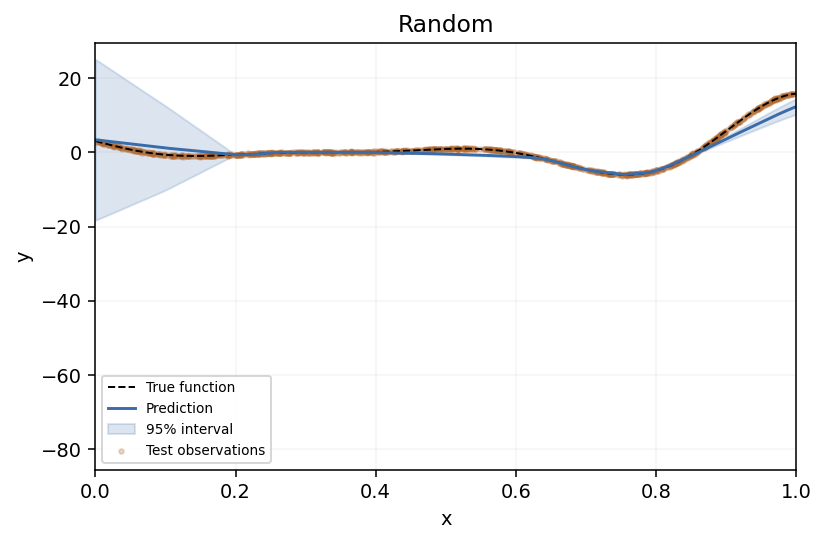 Random
20
0
−20
−40
−60
−80
y
True function
Prediction
95% interval
Test observations
0.0 0.2 0.4 0.6 0.8 1.0
x